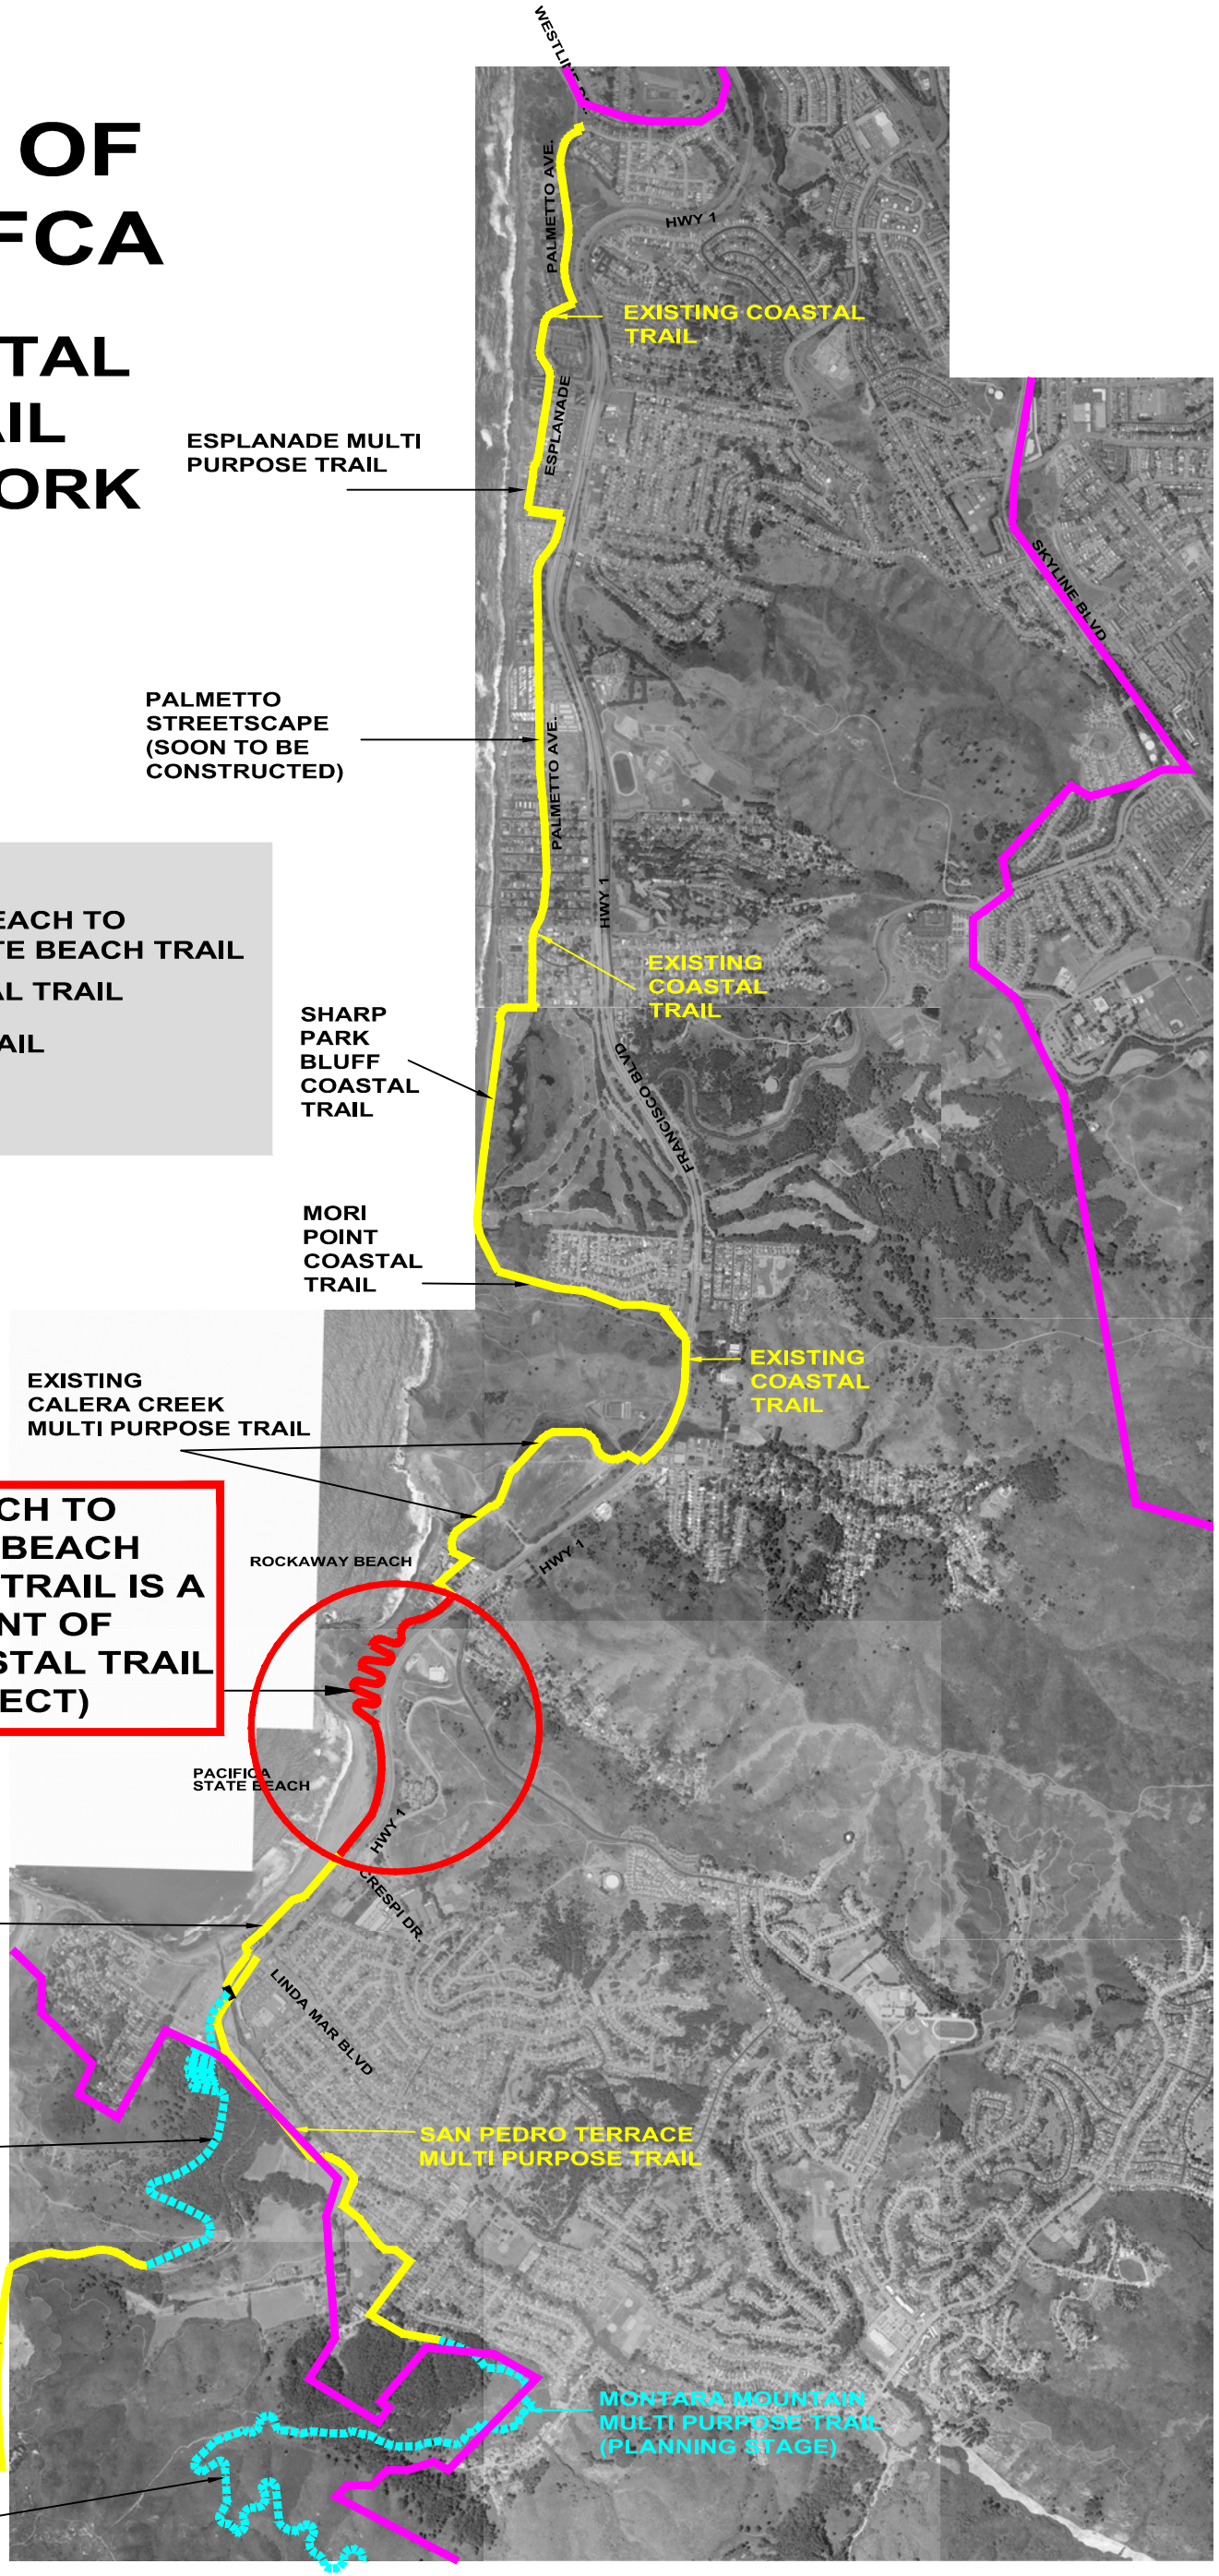 WESTLINE DR.
OF
FCA
TAL
AIL
ORK
PALMETTO AVE.
HWY 1
EXISTING COASTAL
TRAIL
ESPLANADE
ESPLANADE MULTI
PURPOSE TRAIL
SKYLINE BLVD.
PALMETTO
STREETSCAPE
(SOON TO BE
CONSTRUCTED)
PALMETTO AVE.
HWY 1
EACH TO
TE BEACH TRAIL
AL TRAIL
AIL
EXISTING
COASTAL
TRAIL
SHARP
PARK
BLUFF
COASTAL
TRAIL
FRANCISCO BLVD
MORI
POINT
COASTAL
TRAIL
EXISTING
COASTAL
TRAIL
EXISTING
CALERA CREEK
MULTI PURPOSE TRAIL
CH TO
BEACH
TRAIL IS A
NT OF
STAL TRAIL
ECT)
ROCKAWAY BEACH
HWY 1
PACIFICA
STATE BEACH
HWY 1
CRESPI DR.
LINDA MAR BLVD
SAN PEDRO TERRACE
MULTI PURPOSE TRAIL
MONTARA MOUNTAIN
MULTI PURPOSE TRAIL
(PLANNING STAGE)